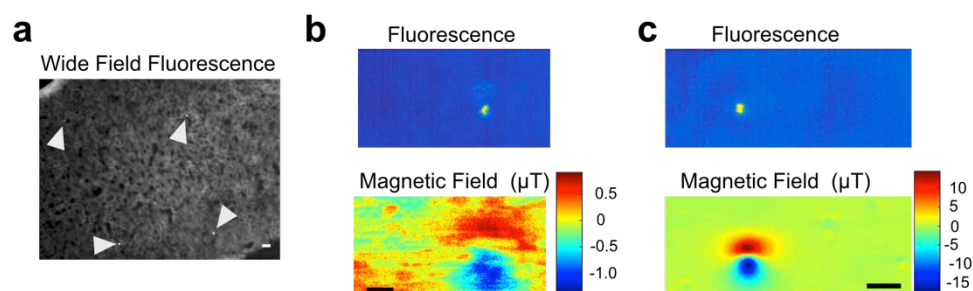 a
Wide Field Fluorescence
b
Fluorescence
Magnetic Field (µT)
0.5
0
-0.5
-1.0
c
Fluorescence
Magnetic Field (µT)
10
5
0
-5
-10
-15